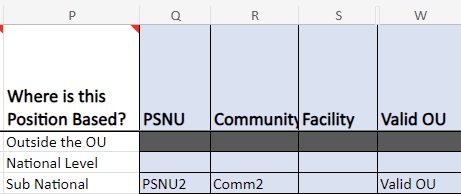 P Q R S W
Where is this
Position Based? PSNU Community Facility Valid OU
Outside the OU
National Level
Sub National PSNU2 Comm2 Valid OU